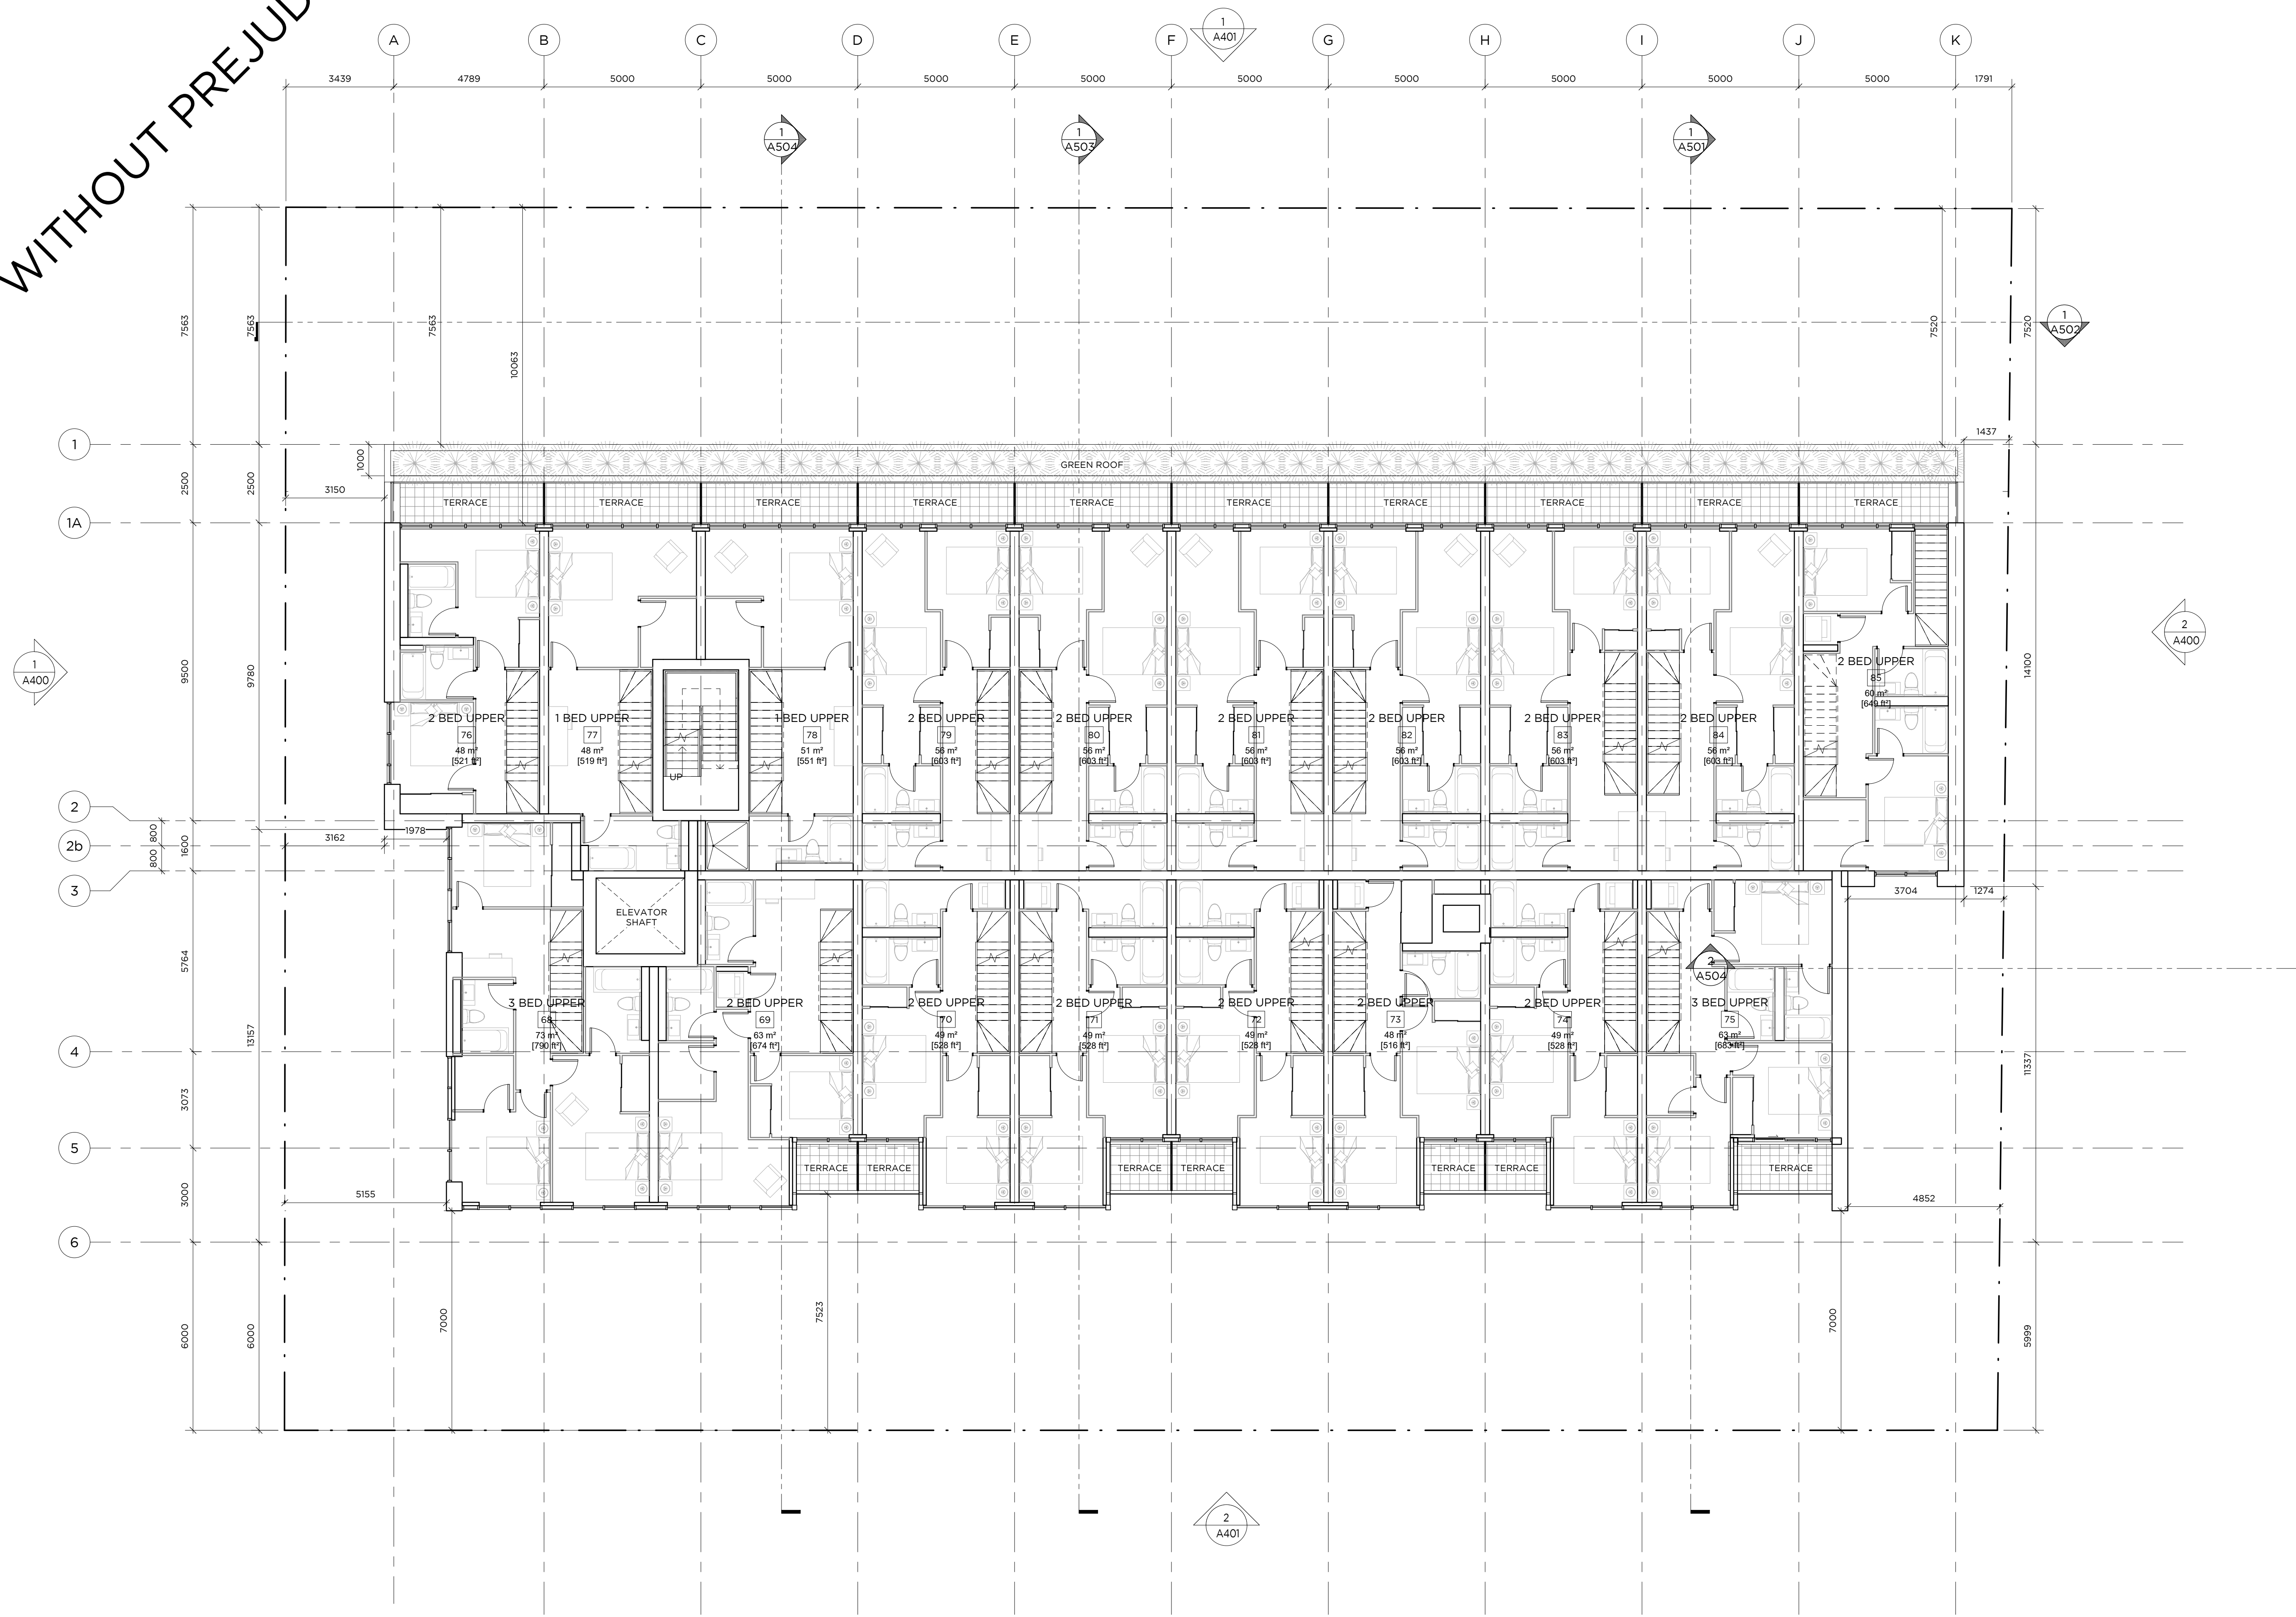 WITHOUT PREJUD
1
A401
A B C D E F G H I J K
3439 4789 5000 5000 5000 5000 5000 5000 5000 5000 5000 1791
1
A504
1
A503
1
A501
7563
7563
7563
10063
7520
7520
1
A502
1
1437
1000
GREEN ROOF
2500
2500
3150
TERRACE TERRACE TERRACE TERRACE TERRACE TERRACE TERRACE TERRACE TERRACE TERRACE
1A
1
A400
2
A400
9500
9780
14100
2 BED UPPER
85
60 m²
[649 ft²]
2 BED UPPER
76
48 m²
[521 ft²]
1 BED UPPER
77
48 m²
[519 ft²]
UP
1 BED UPPER
78
51 m²
[551 ft²]
2 BED UPPER
79
56 m²
[603 ft²]
2 BED UPPER
80
56 m²
[603 ft²]
2 BED UPPER
81
56 m²
[603 ft²]
2 BED UPPER
82
56 m²
[603 ft²]
2 BED UPPER
83
56 m²
[603 ft²]
2 BED UPPER
84
56 m²
[603 ft²]
2
800
1600
1978
2b
3162
800
3
3704 1274
ELEVATOR
SHAFT
5764
13157
2
A504
3 BED UPPER
68
73 m²
[790 ft²]
2 BED UPPER
69
63 m²
[674 ft²]
2 BED UPPER
70
49 m²
[528 ft²]
2 BED UPPER
71
49 m²
[528 ft²]
2 BED UPPER
72
49 m²
[528 ft²]
2 BED UPPER
73
48 m²
[516 ft²]
2 BED UPPER
74
49 m²
[528 ft²]
3 BED UPPER
75
63 m²
[683 ft²]
4
3073
11337
5
TERRACE TERRACE TERRACE TERRACE TERRACE TERRACE TERRACE
3000
5155
4852
6
6000
6000
7000
7523
7000
5999
2
A401